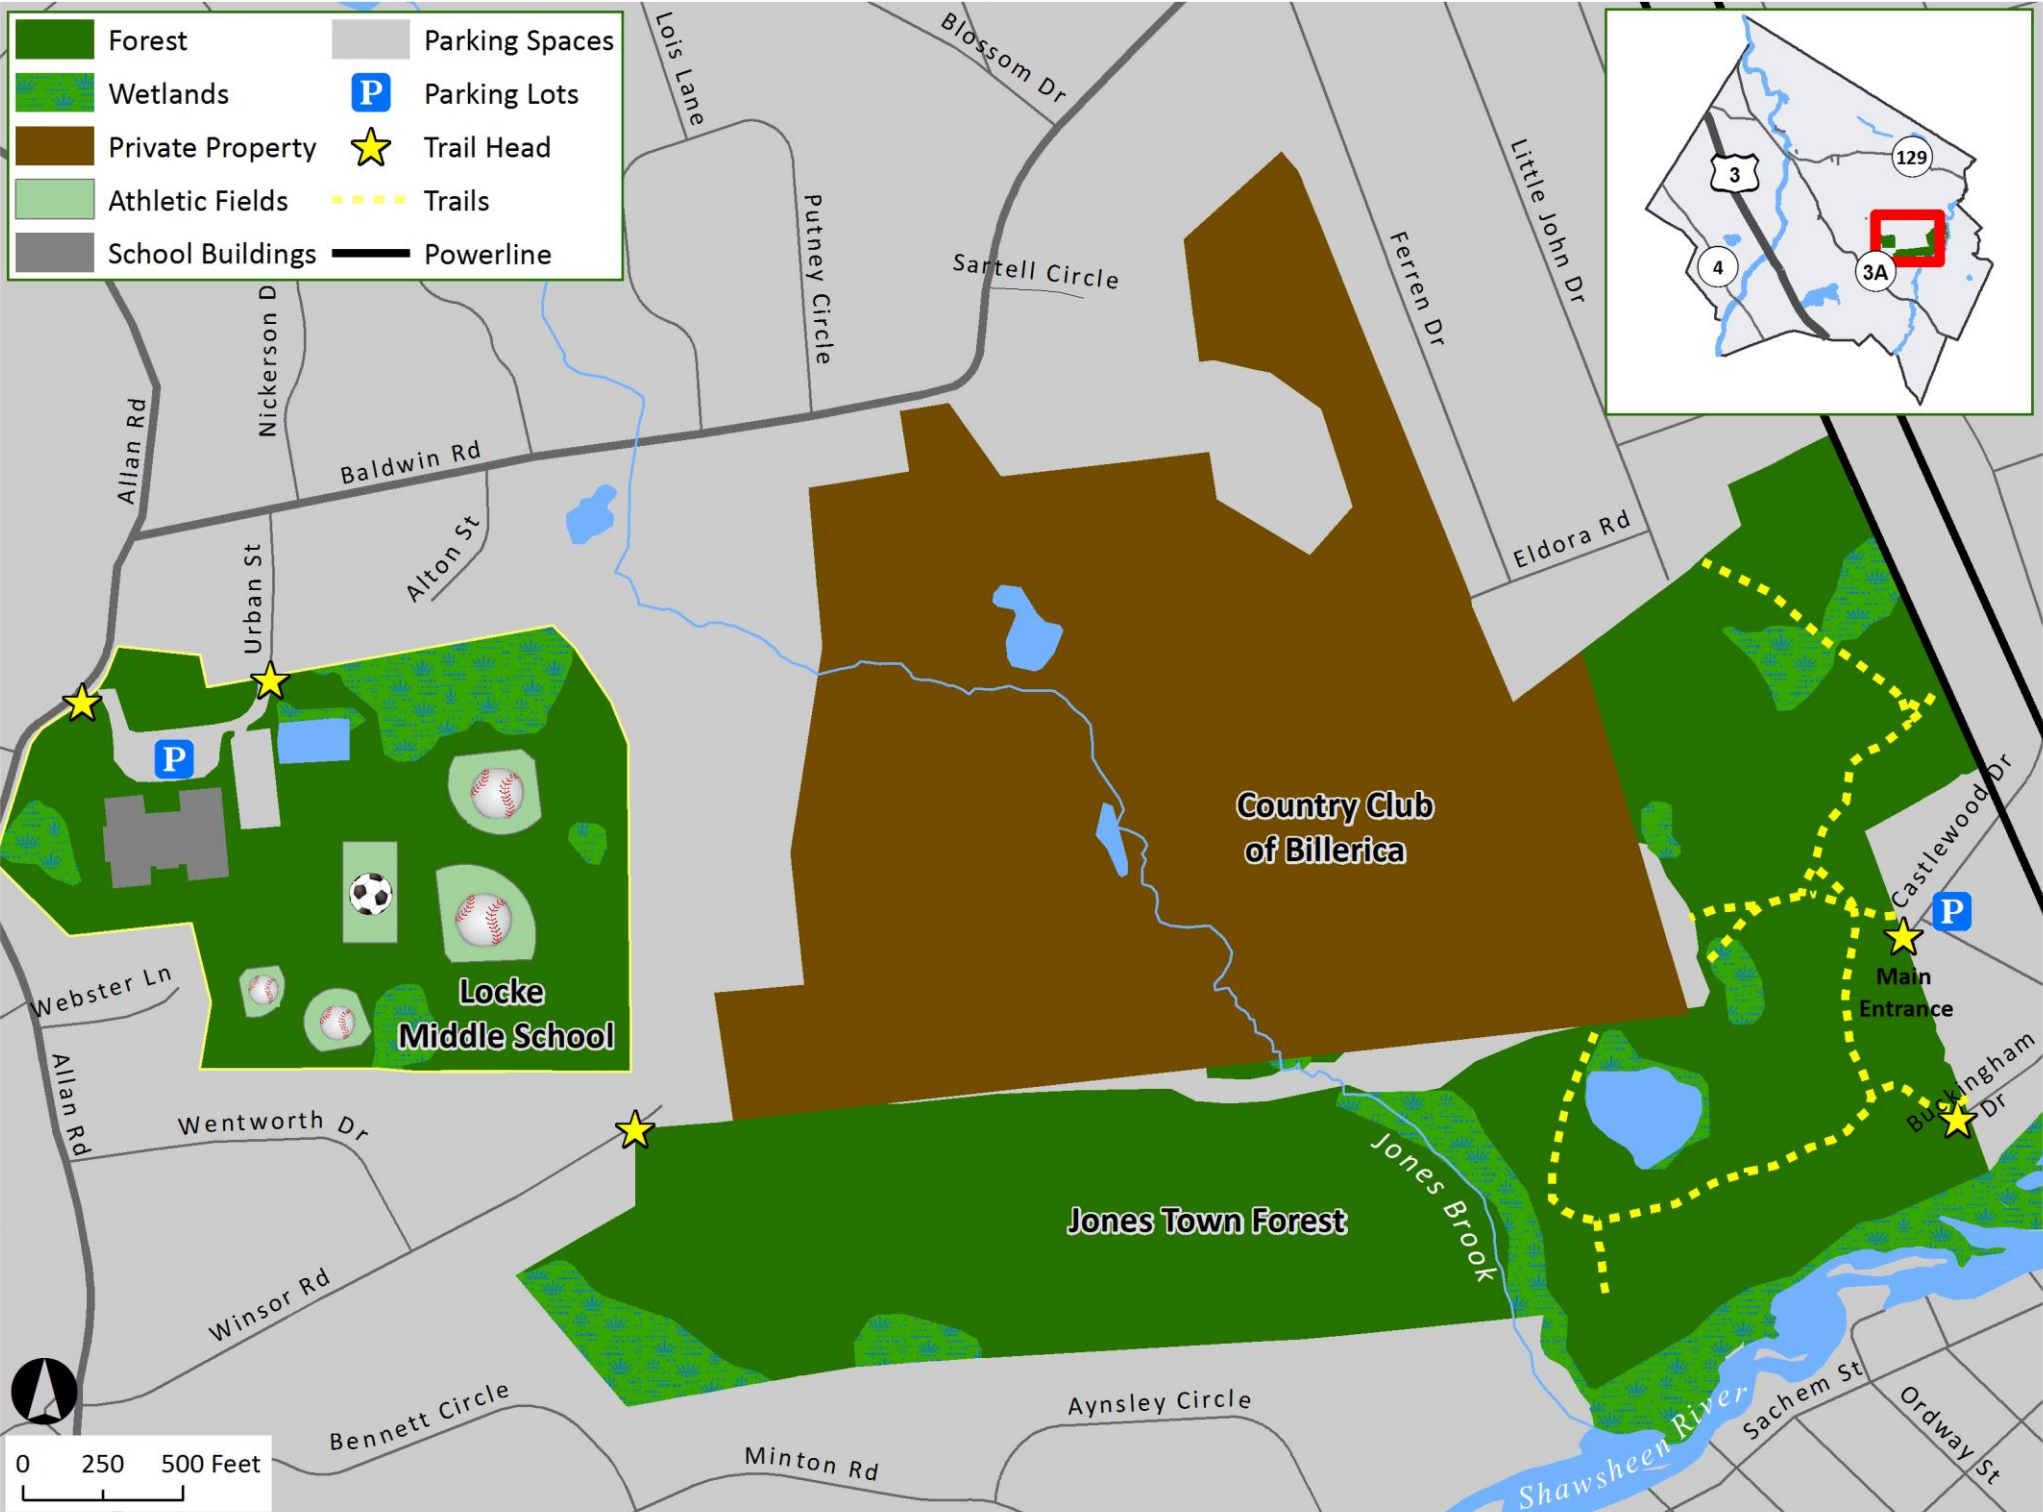 Forest
Parking Spaces
Wetlands
P
Parking Lots
Private Property
Trail Head
Athletic Fields
Trails
School Buildings
Powerline
Lois Lane
Blossom Dr
Putney Circle
Sartell Circle
Ferren Dr
Little John Dr
129
3
4
3A
Nickerson D
Allan Rd
Baldwin Rd
Urban St
Alton St
Eldora Rd
P
Country Club
of Billerica
Castlewood Dr
P
Main
Entrance
Locke
Middle School
Webster Ln
Allan Rd
Wentworth Dr
Buckingham
Dr
Jones Town Forest
Jones Brook
Winsor Rd
Bennett Circle
Minton Rd
Aynsley Circle
Sachem St
Ordway St
Shawsheen River
0 250 500 Feet